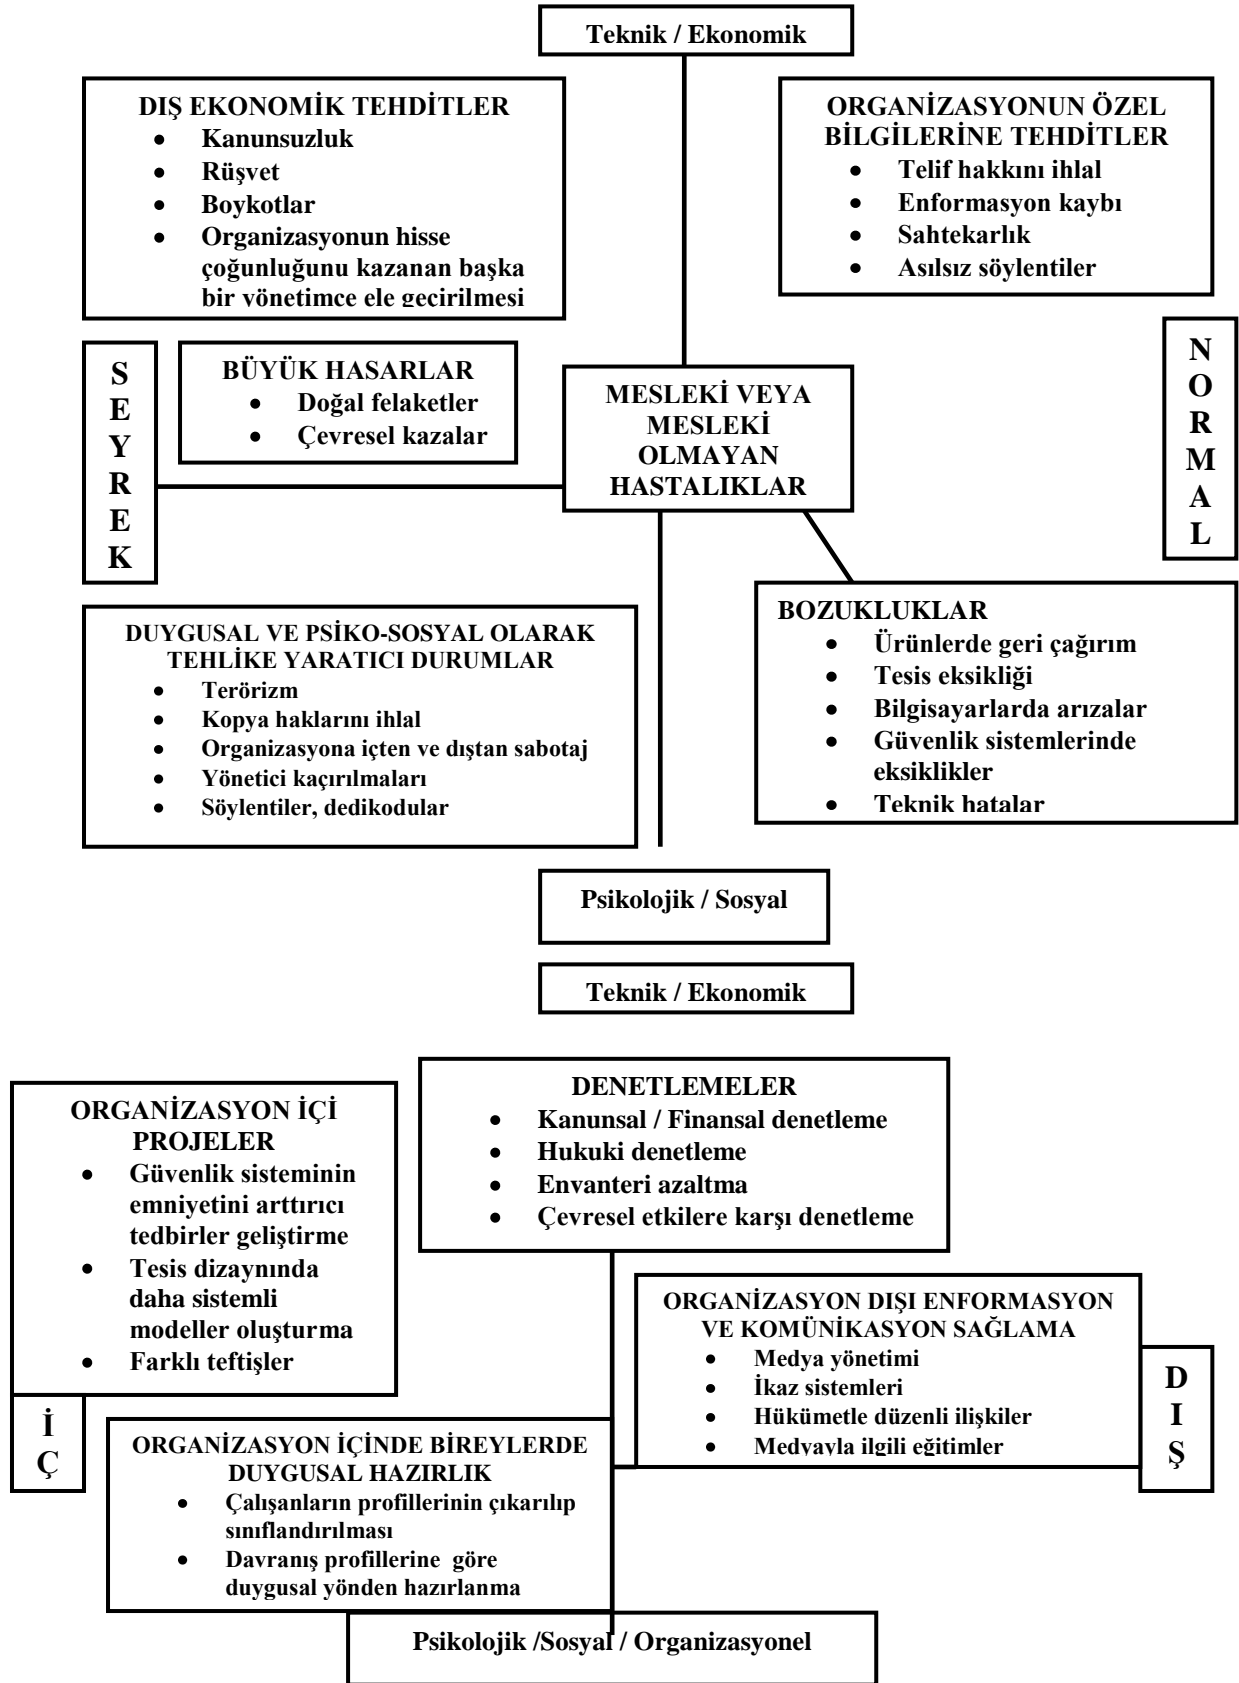 Teknik / Ekonomik
DIŞ EKONOMİK TEHDİTLER
• Kanunsuzluk
• Rüşvet
• Boykotlar
• Organizasyonun hisse
çoğunluğunu kazanan başka
bir yönetimce ele geçirilmesi
ORGANİZASYONUN ÖZEL
BİLGİLERİNE TEHDİTLER
• Telif hakkını ihlal
• Enformasyon kaybı
• Sahtekarlık
• Asılsız söylentiler
S
E
Y
R
E
K
BÜYÜK HASARLAR
• Doğal felaketler
• Çevresel kazalar
MESLEKİ VEYA
MESLEKİ
OLMAYAN
HASTALIKLAR
N
O
R
M
A
L
DUYGUSAL VE PSİKO-SOSYAL OLARAK
TEHLİKE YARATICI DURUMLAR
• Terörizm
• Kopya haklarını ihlal
• Organizasyona içten ve dıştan sabotaj
• Yönetici kaçırılmaları
• Söylentiler, dedikodular
BOZUKLUKLAR
• Ürünlerde geri çağırım
• Tesis eksikliği
• Bilgisayarlarda arızalar
• Güvenlik sistemlerinde
eksiklikler
• Teknik hatalar
Psikolojik / Sosyal
Teknik / Ekonomik
ORGANİZASYON İÇİ
PROJELER
• Güvenlik sisteminin
emniyetini arttırıcı
tedbirler geliştirme
• Tesis dizaynında
daha sistemli
modeller oluşturma
• Farklı teftişler
DENETLEMELER
• Kanunsal / Finansal denetleme
• Hukuki denetleme
• Envanteri azaltma
• Çevresel etkilere karşı denetleme
ORGANİZASYON DIŞI ENFORMASYON
VE KOMÜNİKASYON SAĞLAMA
• Medya yönetimi
• İkaz sistemleri
• Hükümetle düzenli ilişkiler
• Medyayla ilgili eğitimler
D
I
Ş
İ
Ç
ORGANİZASYON İÇİNDE BİREYLERDE
DUYGUSAL HAZIRLIK
• Çalışanların profillerinin çıkarılıp
sınıflandırılması
• Davranış profillerine göre
duygusal yönden hazırlanma
Psikolojik /Sosyal / Organizasyonel